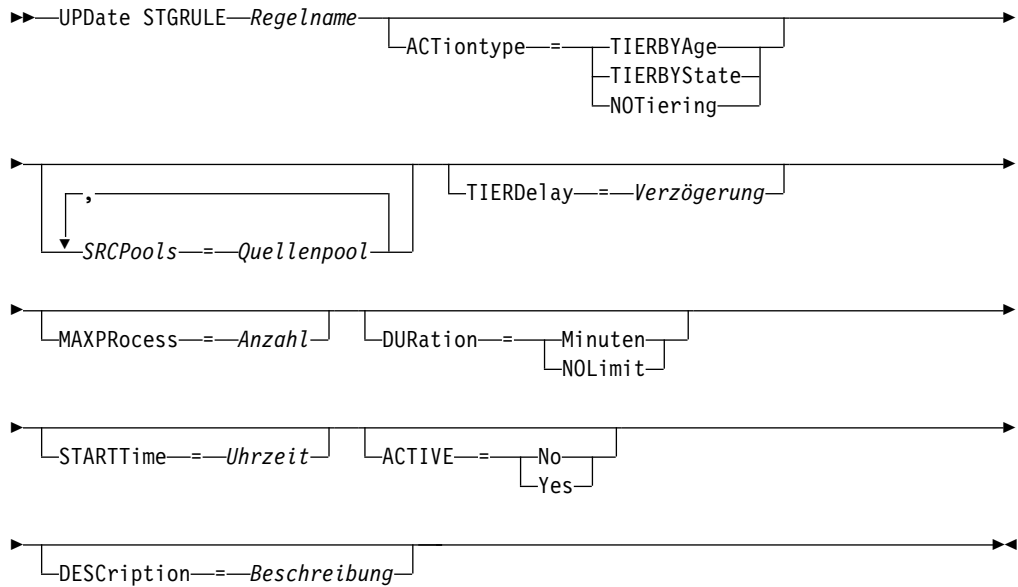 UPDate STGRULE Regelname
ACTiontype = TIERBYAge
TIERBYState
NOTiering
,
SRCPools = Quellenpool
TIERDelay = Verzögerung
MAXPRocess = Anzahl
DURation = Minuten
NOLimit
STARTTime = Uhrzeit
ACTIVE = No
Yes
DESCription = Beschreibung